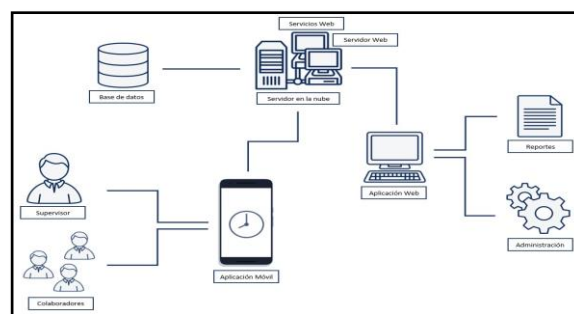 Servicios Web
Servidor Web
Base de datos
Servidor en la nube
Reportes
Aplicación Web
Supervisor
Administración
Aplicación Móvil
Colaboradores